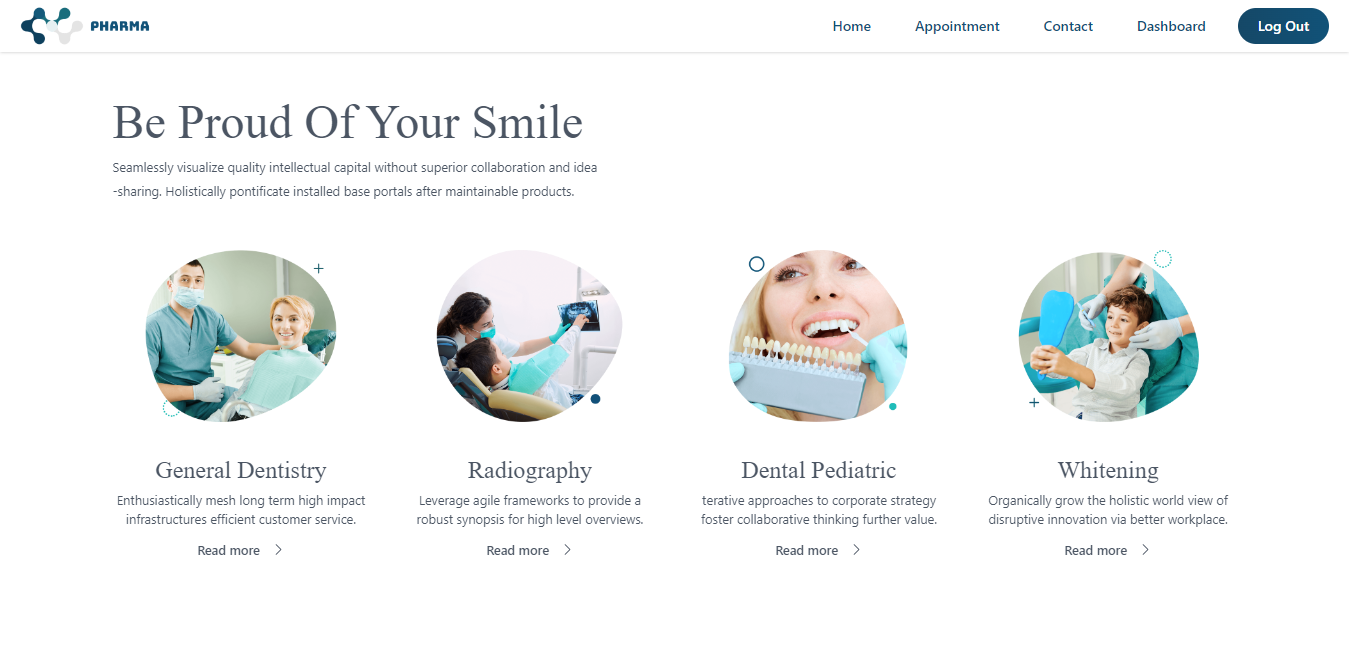 PHARMA
Home Appointment Contact Dashboard Log Out
Be Proud Of Your Smile
Seamlessly visualize quality intellectual capital without superior collaboration and idea
-sharing. Holistically pontificate installed base portals after maintainable products.
General Dentistry
Enthusiastically mesh long term high impact
infrastructures efficient customer service.
Read more
Radiography
Leverage agile frameworks to provide a
robust synopsis for high level overviews.
Read more
Dental Pediatric
terative approaches to corporate strategy
foster collaborative thinking further value.
Read more
Whitening
Organically grow the holistic world view of
disruptive innovation via better workplace.
Read more